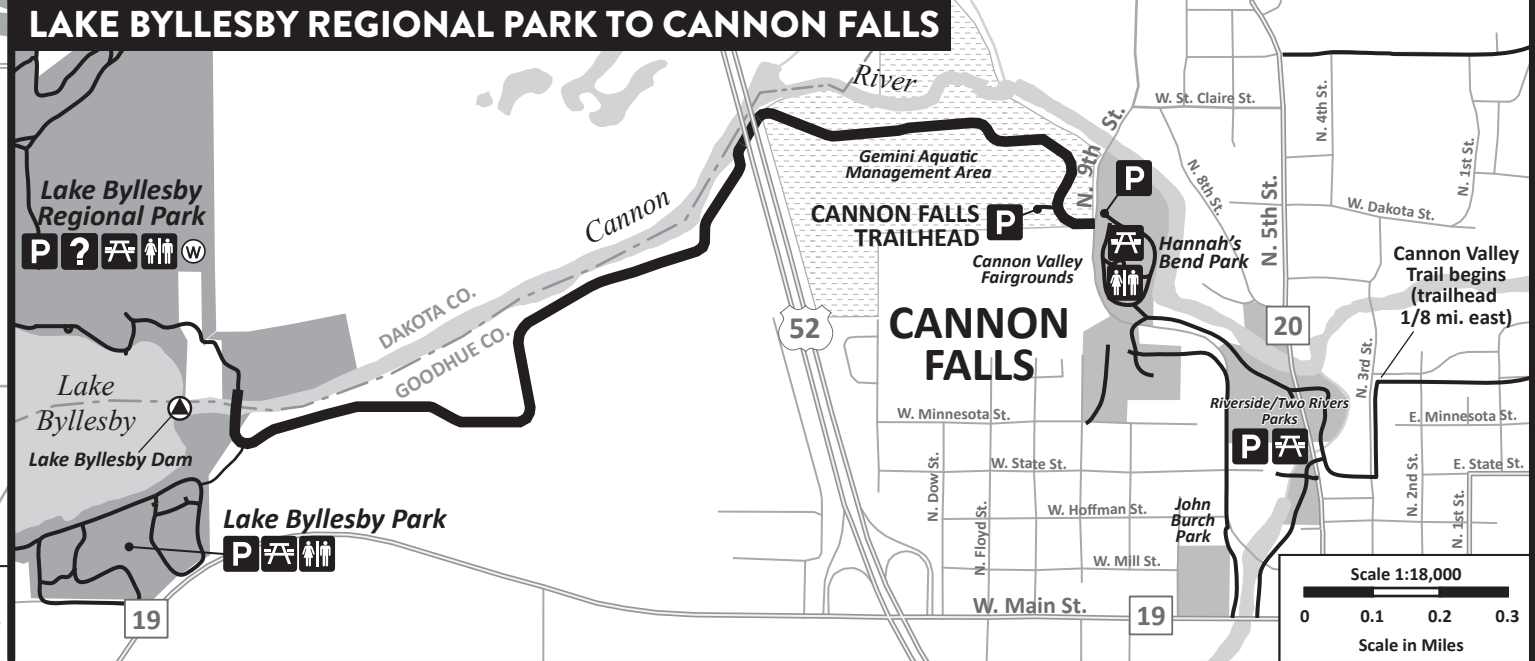 LAKE BYLLESBY REGIONAL PARK TO CANNON FALLS
River
W. St. Claire St.
N. 4th St.
N. 1st St.
N. 9th St.
Gemini Aquatic
Management Area
N. 8th St.
Lake Byllesby
Regional Park
P ? W
P
N. 5th St.
W. Dakota St.
Cannon
CANNON FALLS
TRAILHEAD
P
Hannah's
Bend Park
Cannon Valley
Fairgrounds
Cannon Valley
Trail begins
(trailhead
1/8 mi. east)
DAKOTA CO.
GOODHUE CO.
52
CANNON
FALLS
20
N. 3rd St.
Lake
Byllesby
Lake Byllesby Dam
W. Minnesota St.
Riverside/Two Rivers
Parks
P
E. Minnesota St.
W. State St.
E. State St.
N. Dow St.
N. Floyd St.
N. 2nd St.
N. 1st St.
Lake Byllesby Park
P
W. Hoffman St.
John
Burch
Park
W. Mill St.
19
W. Main St.
19
Scale 1:18,000
0 0.1 0.2 0.3
Scale in Miles